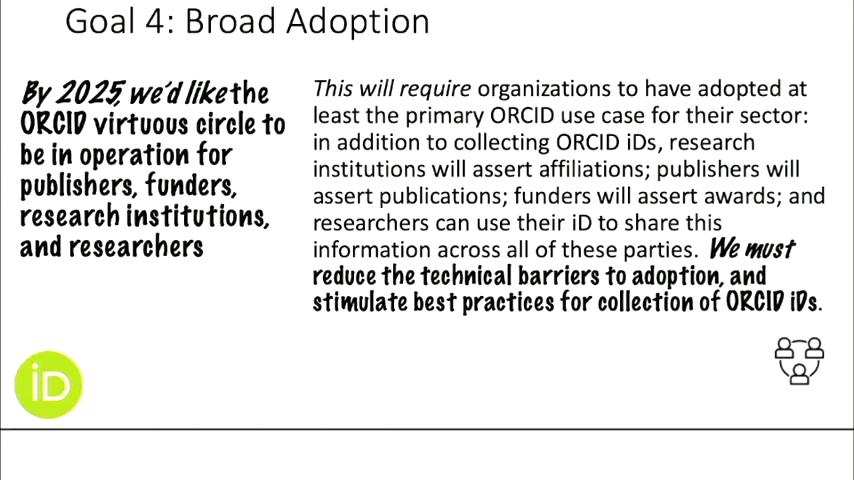 Goal 4: Broad Adoption
By 2025, we'd like the
ORCID virtuous circle to
be in operation for
publishers, funders,
research institutions,
and researchers
This will require organizations to have adopted at
least the primary ORCID use case for their sector:
in addition to collecting ORCID iDs, research
institutions will assert affiliations; publishers will
assert publications; funders will assert awards; and
researchers can use their iD to share this
information across all of these parties. We must
reduce the technical barriers to adoption, and
stimulate best practices for collection of ORCID iDs.
iD